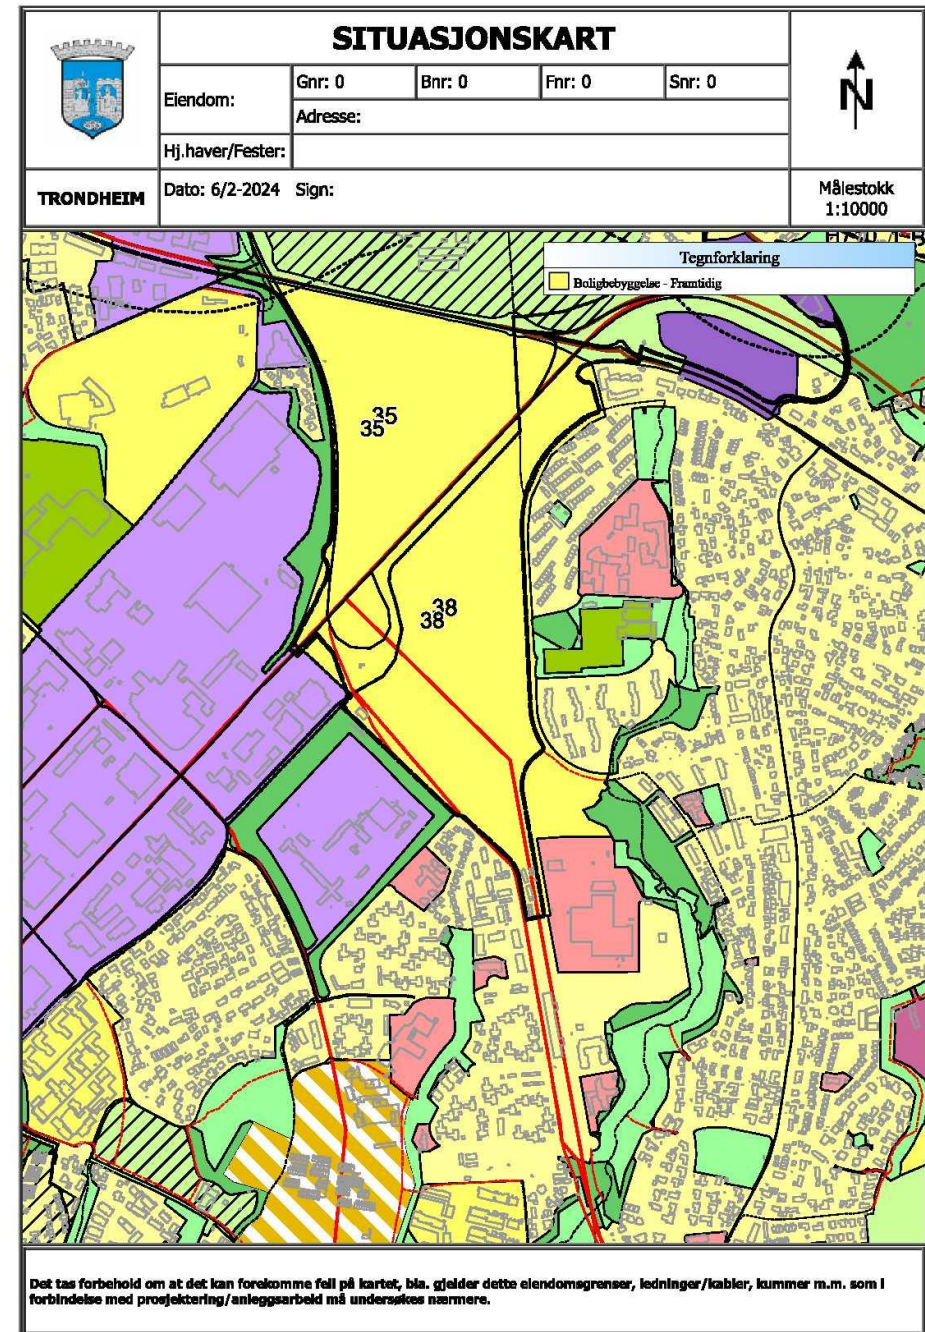 SITUASJONSKART
Eiendom:
Gnr: 0
Bnr: 0
Fnr: 0
Snr: 0
Adresse:
Hj.haver/Fester:
N
TRONDHEIM
Dato: 6/2-2024 Sign:
Målestokk
1:10000
Tegnforklaring
Boligbebyggelse - Framtidig
35
35
38
38
Det tas forbehold om at det kan forekomme feil på kartet, bla. gjelder dette eiendomsgrenser, ledninger/kabler, kummer m.m. som i
forbindelse med prosjektering/anleggsarbeid må undersøkes nærmere.